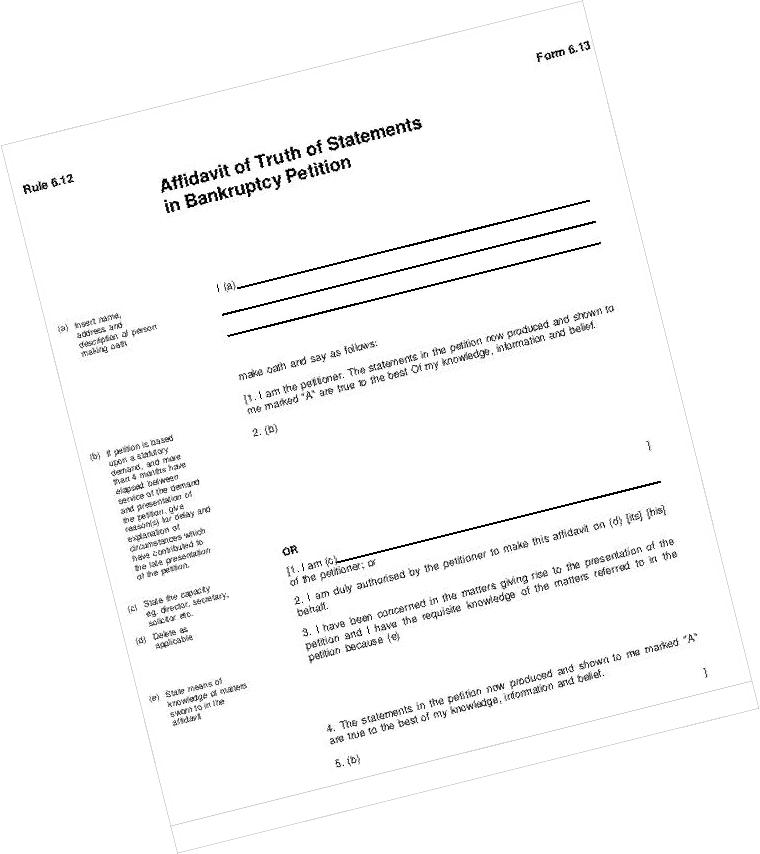 Form 6.13
Rule 6.12
Affidavit of Truth of Statements
in Bankruptcy Petition
I (a)
(a) Insert name,
address and
description of person
making oath
make oath and say as follows:
[1. I am the petitioner. The statements in the petition now produced and shown to
me marked "A" are true to the best Of my knowledge, information and belief.
2. (b)
(b) If petition is based
upon a statutory
demand, and more
than 4 months have
elapsed between
service of the demand
and presentation of
the petition, give
reason(s) for delay and
explanation of
circumstances which
have contributed to
the late presentation
of the petition.
]
OR
[1. I am (c)
of the petitioner; or
2. I am duly authorised by the petitioner to make this affidavit on (d) [its] [his]
behalf.
(c) State the capacity
eg. director, secretary,
solicitor etc.
(d) Delete as
applicable
3. I have been concerned in the matters giving rise to the presentation of the
petition and I have the requisite knowledge of the matters referred to in the
petition because (e)
(e) State means of
knowledge of matters
sworn to in the
affidavit
4. The statements in the petition now produced and shown to me marked "A"
are true to the best of my knowledge, information and belief.
]
5. (b)